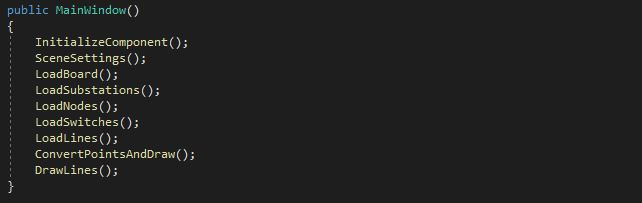 public MainWindow()
{
InitializeComponent();
SceneSettings();
LoadBoard();
LoadSubstations();
LoadNodes();
LoadSwitches();
LoadLines();
ConvertPointsAndDraw();
DrawLines();
}